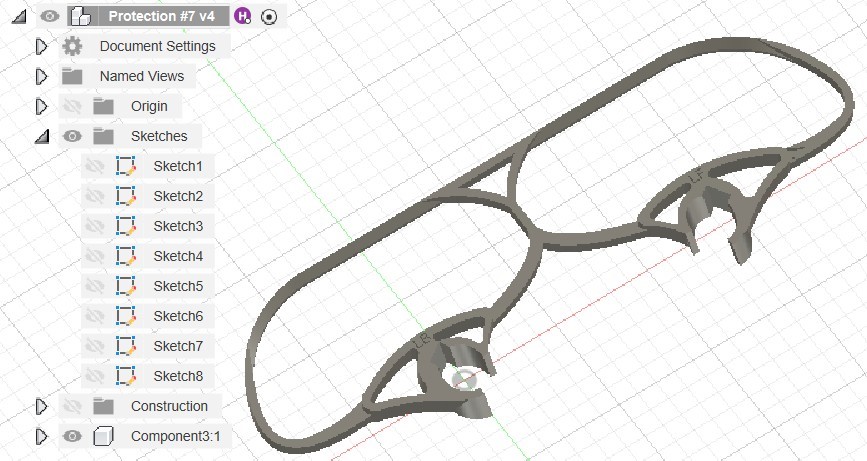 Protection #7 v4 H
Document Settings
Named Views
Origin
Sketches
Sketch1
Sketch2
Sketch3
Sketch4
Sketch5
Sketch6
Sketch7
Sketch8
Construction
Component3:1